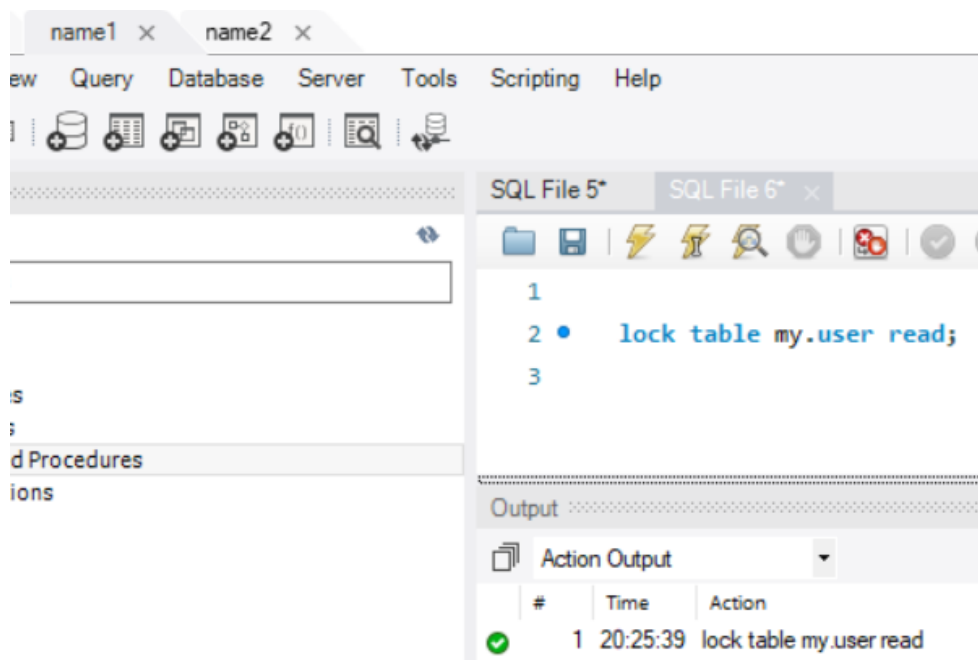 name1 × name2 ×
ew Query Database Server Tools Scripting Help
SQL File 5* SQL File 6* ×
1
2 lock table my.user read;
3
s
s
d Procedures
ions
Output
Action Output
# Time Action
1 20:25:39 lock table my.user read